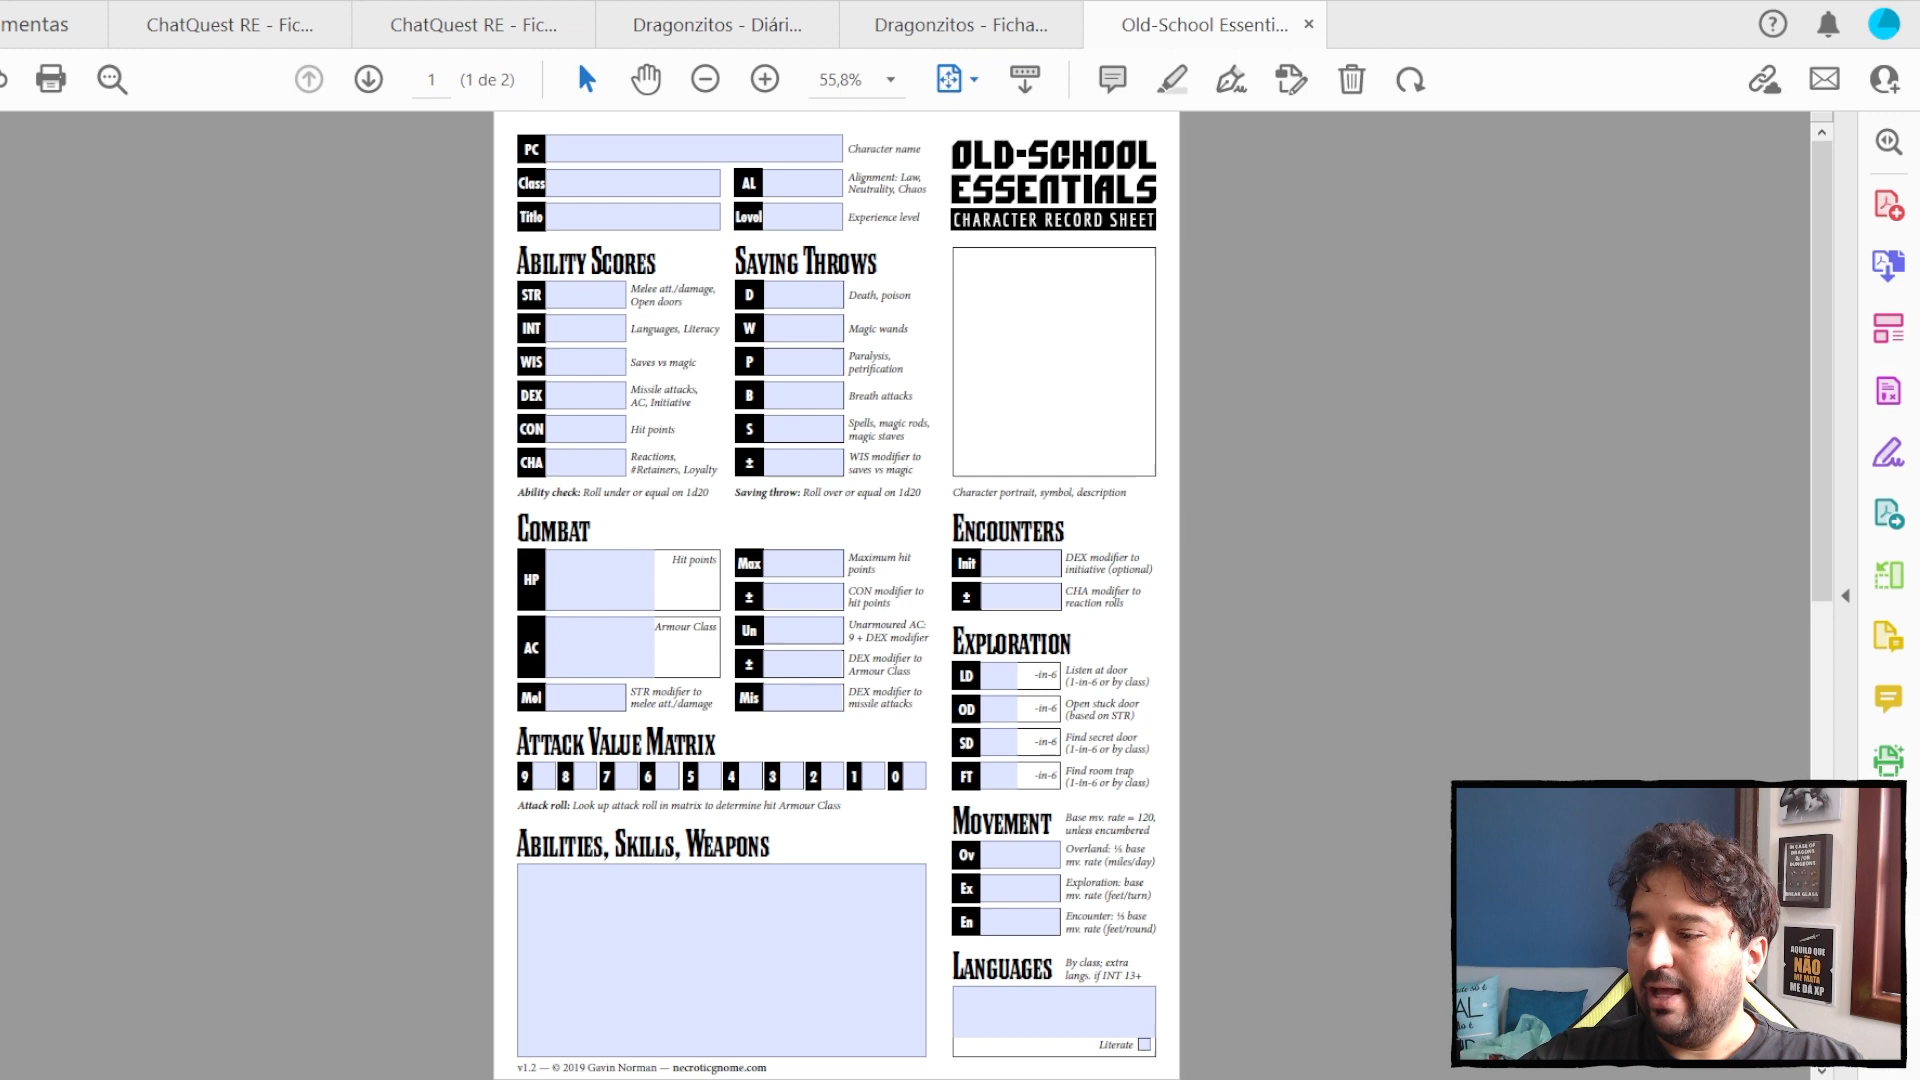 mentas
ChatQuest RE - Fic...
ChatQuest RE - Fic...
Dragonzitos - Diári...
Dragonzitos - Ficha...
Old-School Essenti...
1
(1 de 2)
55,8%
PC
Character name
Class
AL
Alignment: Law,
Neutrality, Chaos
Title
Level
Experience level
OLD-SCHOOL
ESSENTIALS
CHARACTER RECORD SHEET
ABILITY SCORES
STR
Melee att./damage,
Open doors
INT
Languages, Literacy
WIS
Saves vs magic
DEX
Missile attacks,
AC, Initiative
CON
Hit points
CHA
Reactions,
#Retainers, Loyalty
Ability check: Roll under or equal on 1d20
SAVING THROWS
D
Death, poison
W
Magic wands
P
Paralysis,
petrification
B
Breath attacks
S
Spells, magic rods,
magic staves
±
WIS modifier to
saves vs magic
Saving throw: Roll over or equal on 1d20
Character portrait, symbol, description
COMBAT
HP
Hit points
AC
Armour Class
Mel
STR modifier to
melee att./damage
Max
Maximum hit
points
±
CON modifier to
hit points
Un
Unarmoured AC:
9 + DEX modifier
±
DEX modifier to
Armour Class
Mis
DEX modifier to
missile attacks
ENCOUNTERS
Init
DEX modifier to
initiative (optional)
±
CHA modifier to
reaction rolls
EXPLORATION
LD
-in-6
Listen at door
(1-in-6 or by class)
OD
-in-6
Open stuck door
(based on STR)
SD
-in-6
Find secret door
(1-in-6 or by class)
FT
-in-6
Find room trap
(1-in-6 or by class)
ATTACK VALUE MATRIX
9 8 7 6 5 4 3 2 1 0
Attack roll: Look up attack roll in matrix to determine hit Armour Class
ABILITIES, SKILLS, WEAPONS
MOVEMENT
Base mv. rate = 120,
unless encumbered
Ov
Overland: ⅕ base
mv. rate (miles/day)
Ex
Exploration: base
mv. rate (feet/turn)
En
Encounter: ⅓ base
mv. rate (feet/round)
LANGUAGES
By class; extra
langs. if INT 13+
Literate
v1.2 — © 2019 Gavin Norman — necroticgnome.com
IN CASE OF
DRAGONS
&/OR
DUNGEONS
BREAK GLASS
AQUILO QUE
NÃO
ME MATA
ME DÁ XP